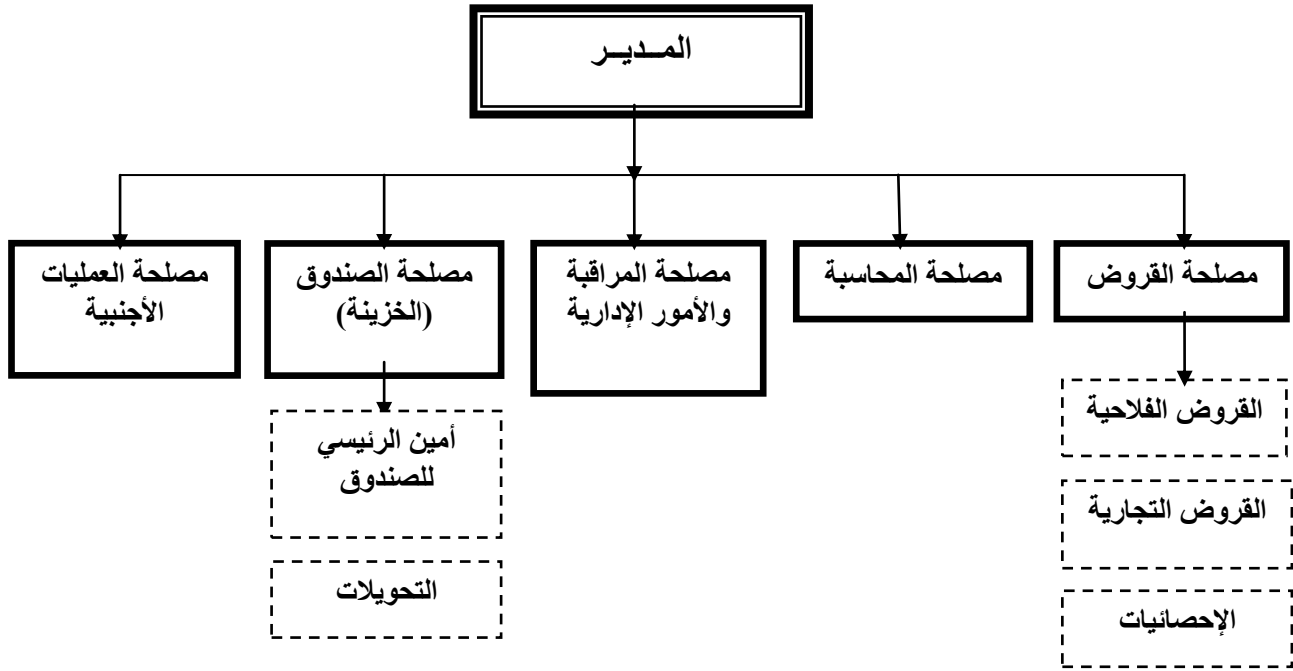 المــديــر
مصلحة القروض
مصلحة المحاسبة
مصلحة المراقبة
والأمور الإدارية
مصلحة الصندوق
(الخزينة)
مصلحة العمليات
الأجنبية
القروض الفلاحية
القروض التجارية
الإحصائيات
أمين الرئيسي
للصندوق
التحويلات